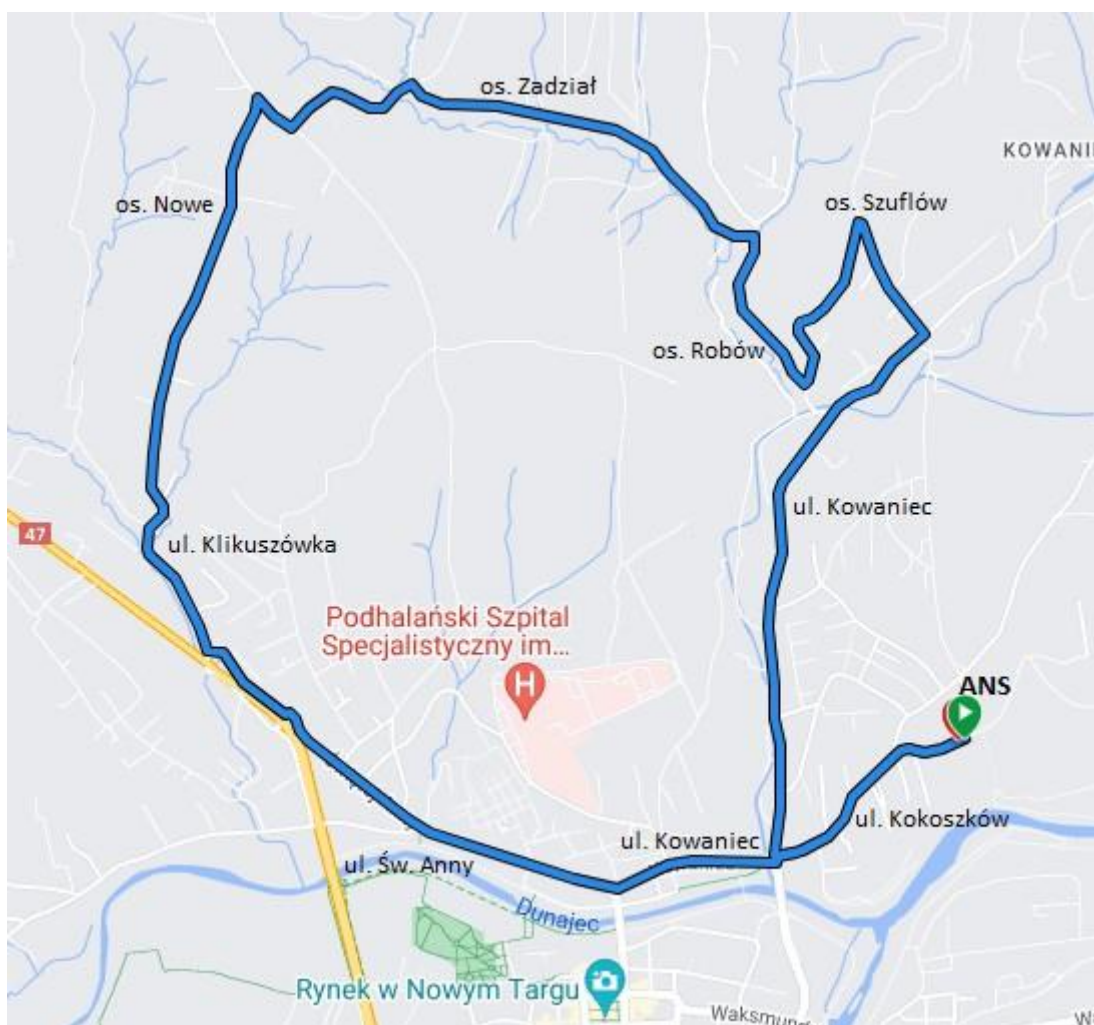 os. Zadział
KOWANI
os. Nowe
os. Szuflów
os. Robów
ul. Kowaniec
47
ul. Klikuszówka
Podhalański Szpital
Specjalistyczny im...
H
ANS
ul. Kokoszków
ul. Kowaniec
ul. Św. Anny
Dunajec
Rynek w Nowym Targu
Waksmund